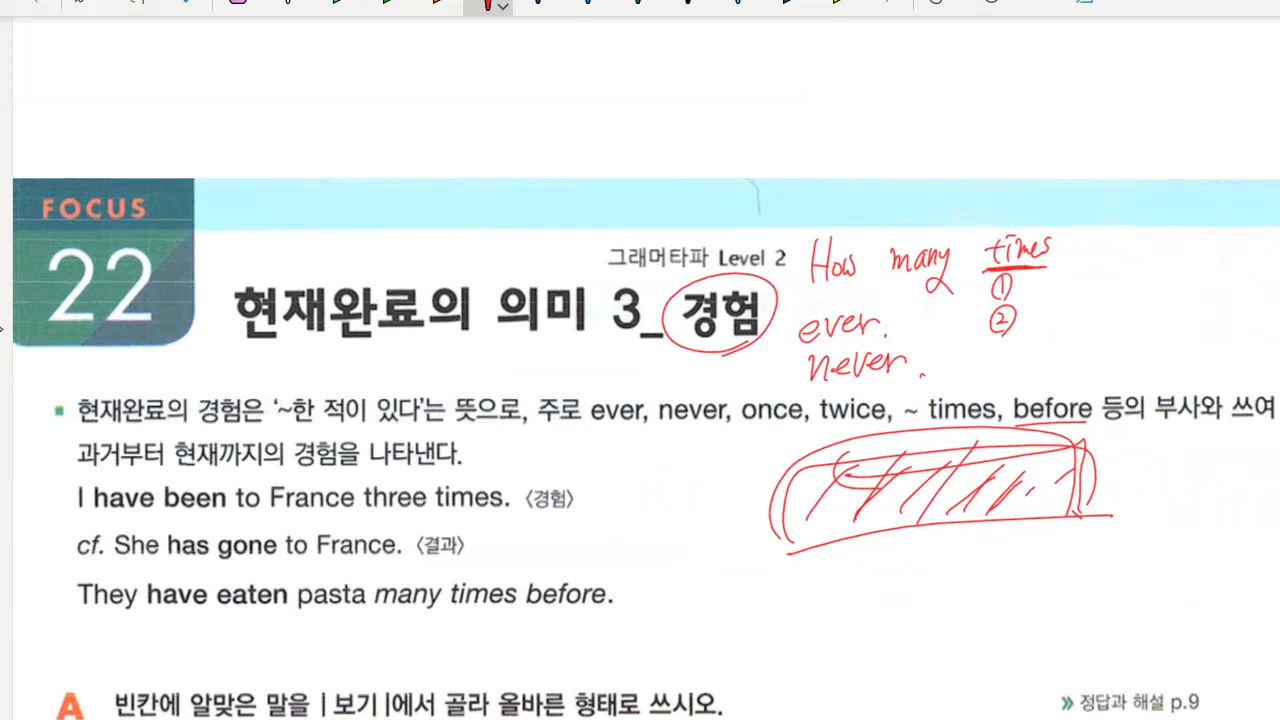 FOCUS
22
그래머타파 Level 2
How many times
①
②
현재완료의 의미 3_ 경험
ever.
never.
현재완료의 경험은 '~한 적이 있다'는 뜻으로, 주로 ever, never, once, twice, ~ times, before 등의 부사와 쓰여
과거부터 현재까지의 경험을 나타낸다.
I have been to France three times. 〈경험〉
cf. She has gone to France. 〈결과〉
They have eaten pasta many times before.
A 빈칸에 알맞은 말을 |보기|에서 골라 올바른 형태로 쓰시오.
» 정답과 해설 p.9